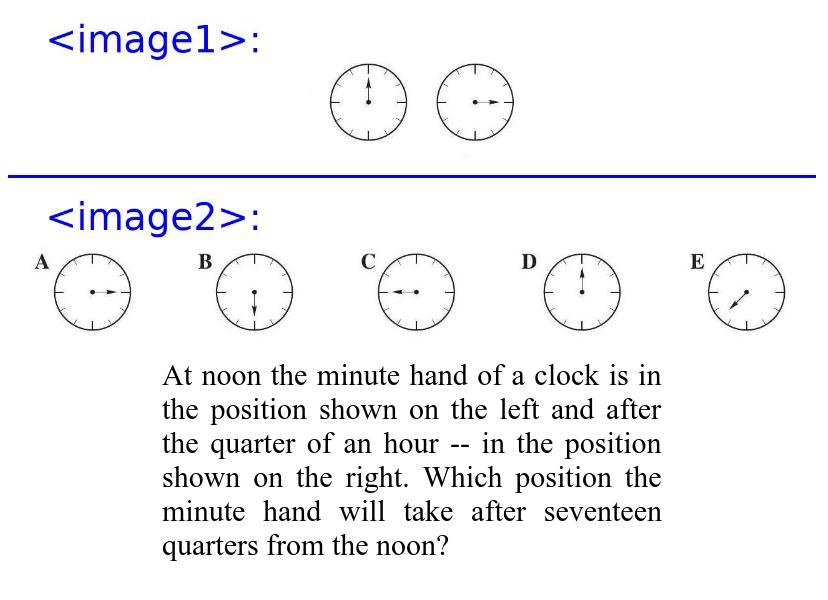 <image1>:
<image2>:
A B C D E
At noon the minute hand of a clock is in
the position shown on the left and after
the quarter of an hour -- in the position
shown on the right. Which position the
minute hand will take after seventeen
quarters from the noon?